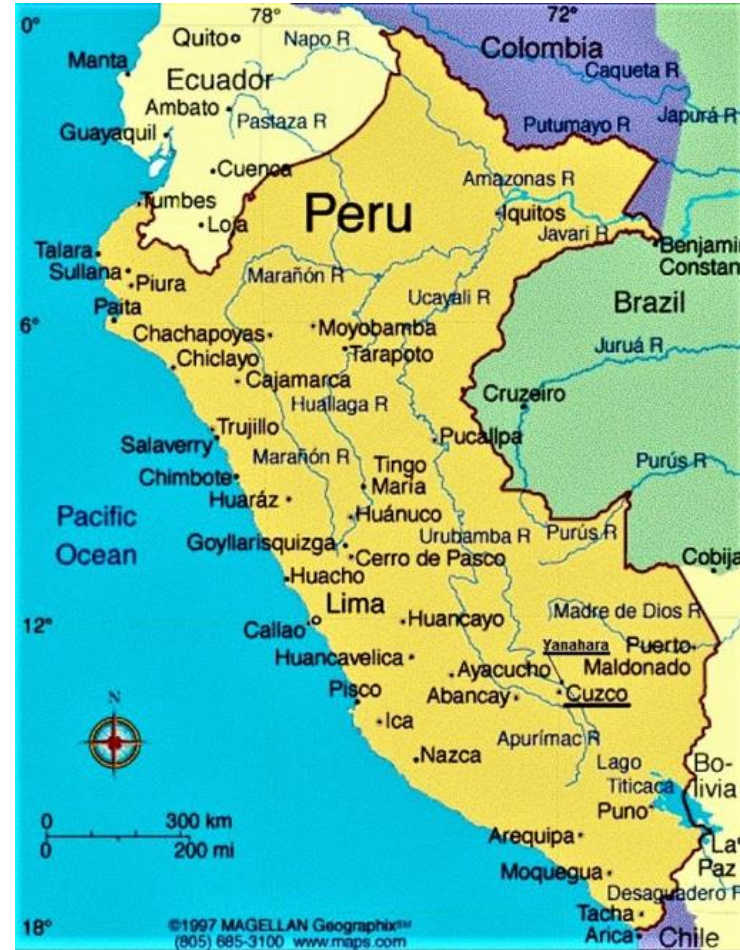 78°
72°
0°
Quito
Napo R
Colombia
Manta
Ecuador
Caqueta R
Ambato
Pastaza R
Japurá R
Guayaquil
Putumayo R
Cuenca
Amazonas R
Tumbes
Peru
Iquitos
Loja
Javari R
Talara
Benjamin
Constan
Sullana
Marañón R
Piura
Ucayali R
Paita
Brazil
6°
Chachapoyas
Moyobamba
Juruá R
Chiclayo
Tarapoto
Cajamarca
Cruzeiro
Huallaga R
Trujillo
Pucallpa
Salaverry
Marañón R
Purús R
Chimbote
Tingo
María
Huaráz
Pacific
Ocean
Huánuco
Urubamba R
Purús R
Goyllarisquizga
Cerro de Pasco
Cobija
Huacho
Lima
Madre de Dios R
12°
Huancayo
Callao
Yanahara
Puerto
Maldonado
Huancavelica
Ayacucho
Pisco
Abancay
Cuzco
N
Ica
Apurímac R
Nazca
Lago
Titicaca
Bo-
livia
Puno
0 300 km
0 200 mi
Arequipa
La
Paz
Moquegua
Desaguadero R
Tacha
18°
©1997 MAGELLAN Geographix℠
(805) 685-3100 www.maps.com
Arica
Chile